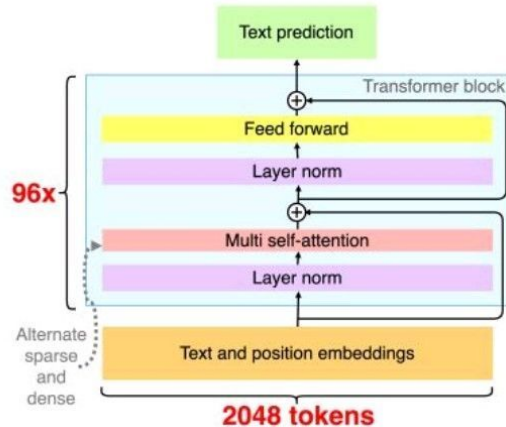 Text prediction
Transformer block
Feed forward
Layer norm
96x
Multi self-attention
Layer norm
Alternate
sparse
and
dense
Text and position embeddings
2048 tokens